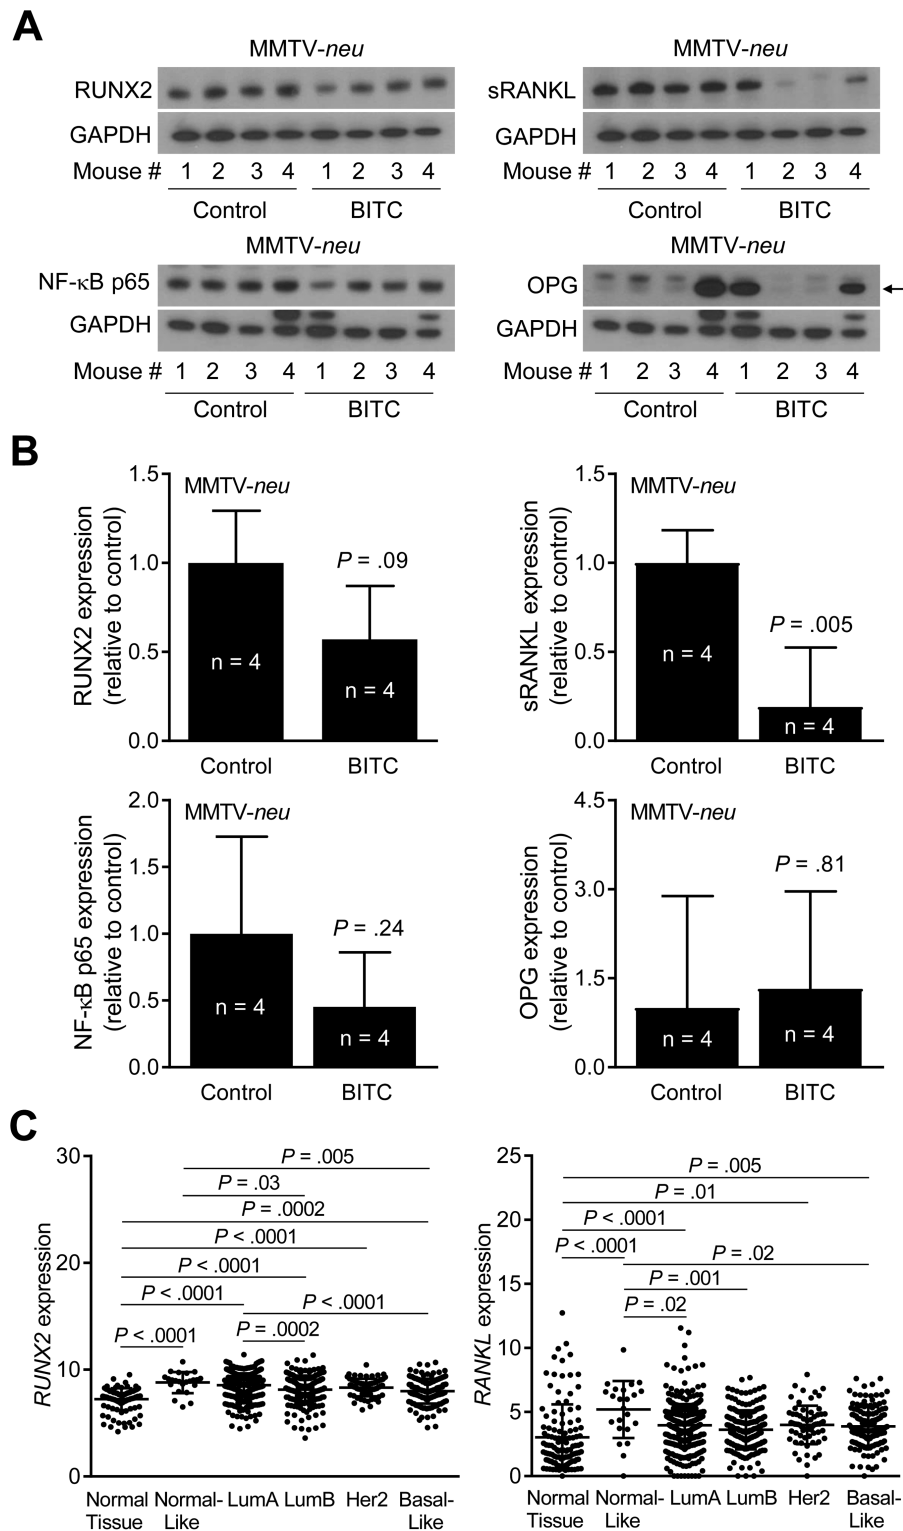 A
MMTV-neu
RUNX2
GAPDH
Mouse # 1 2 3 4 1 2 3 4
Control BITC
MMTV-neu
sRANKL
GAPDH
Mouse # 1 2 3 4 1 2 3 4
Control BITC
MMTV-neu
NF-κB p65
GAPDH
Mouse # 1 2 3 4 1 2 3 4
Control BITC
MMTV-neu
OPG
GAPDH
Mouse # 1 2 3 4 1 2 3 4
Control BITC
B
RUNX2 expression
(relative to control)
1.5
1.0
0.5
0.0
MMTV-neu
P = .09
n = 4
n = 4
Control BITC
sRANKL expression
(relative to control)
1.5
1.0
0.5
0.0
MMTV-neu
P = .005
n = 4
n = 4
Control BITC
NF-κB p65 expression
(relative to control)
2.0
1.5
1.0
0.5
0.0
MMTV-neu
P = .24
n = 4
n = 4
Control BITC
OPG expression
(relative to control)
4.5
3.0
1.5
0.0
MMTV-neu
P = .81
n = 4
n = 4
Control BITC
C
RUNX2 expression
30
20
10
0
P = .005
P = .03
P = .0002
P < .0001
P < .0001
P < .0001
P < .0001
P < .0001
P = .0002
Normal Normal- LumA LumB Her2 Basal-
Tissue Like Like
RANKL expression
25
20
15
10
5
0
P = .005
P = .01
P < .0001
P < .0001
P = .02
P = .001
P = .02
Normal Normal- LumA LumB Her2 Basal-
Tissue Like Like